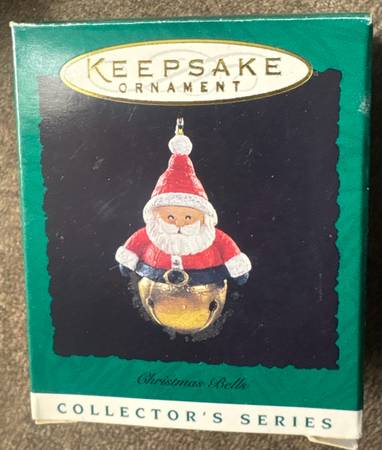 KEEPSAKE
ORNAMENT
Christmas Bells
COLLECTOR'S SERIES